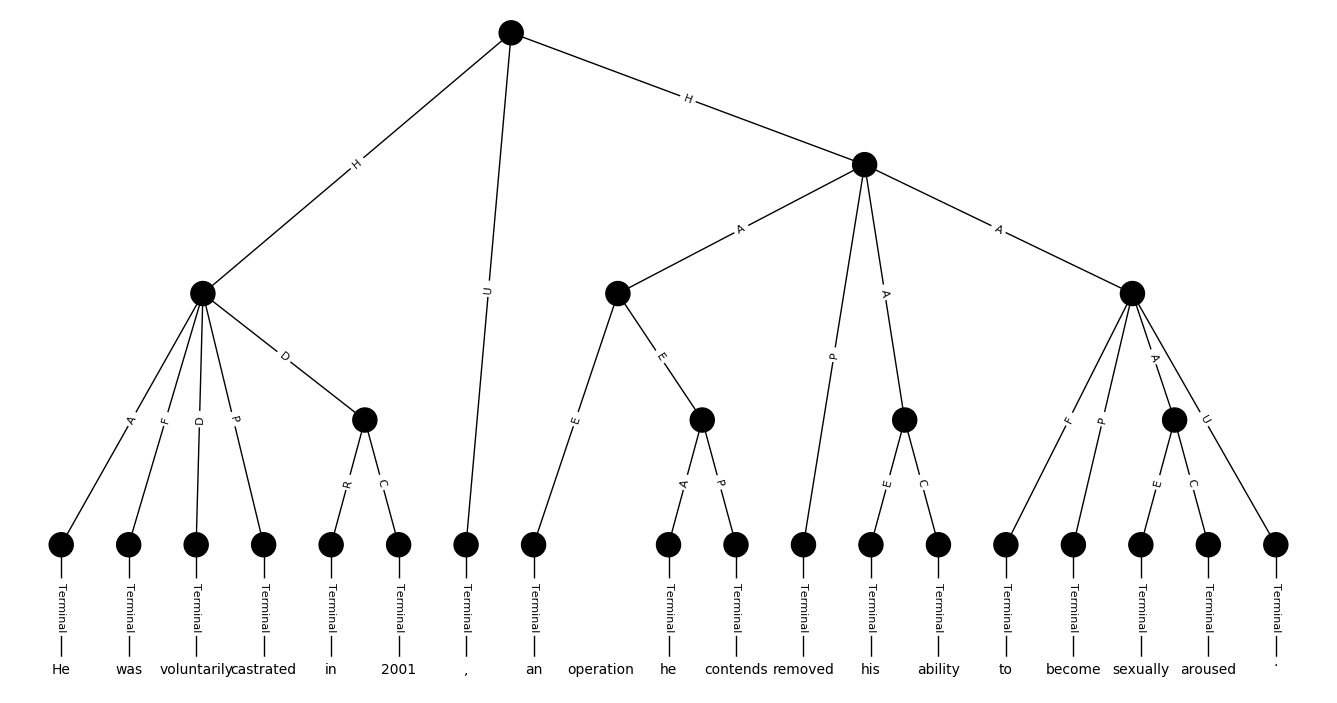 H
H
A
A
U
A
D
E
P
A
A
F
D
P
E
F
P
U
R
C
A
P
E
C
E
C
Terminal Terminal Terminal Terminal Terminal Terminal Terminal Terminal Terminal Terminal Terminal Terminal Terminal Terminal Terminal Terminal Terminal Terminal
He was voluntarily castrated in 2001 , an operation he contends removed his ability to become sexually aroused .